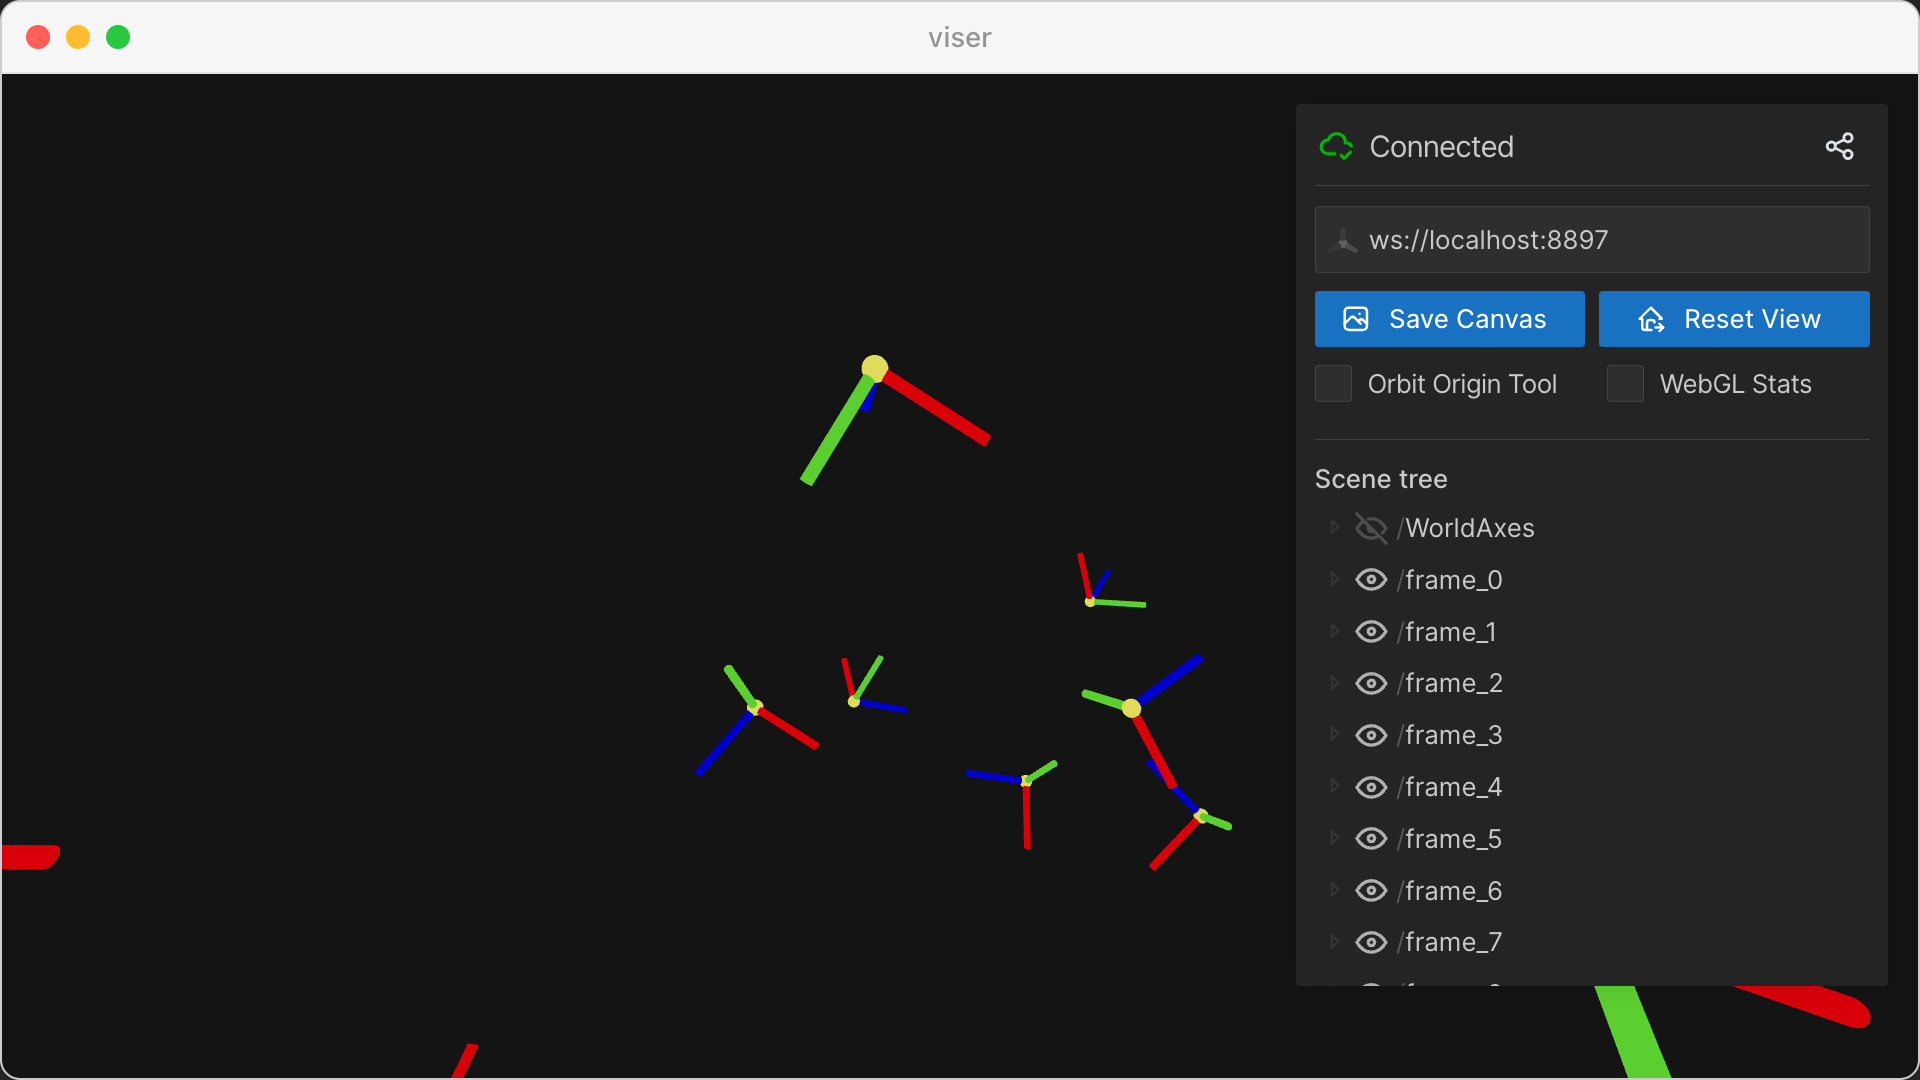 viser
Connected
ws://localhost:8897
Save Canvas
Reset View
Orbit Origin Tool
WebGL Stats
Scene tree
/WorldAxes
/frame_0
/frame_1
/frame_2
/frame_3
/frame_4
/frame_5
/frame_6
/frame_7